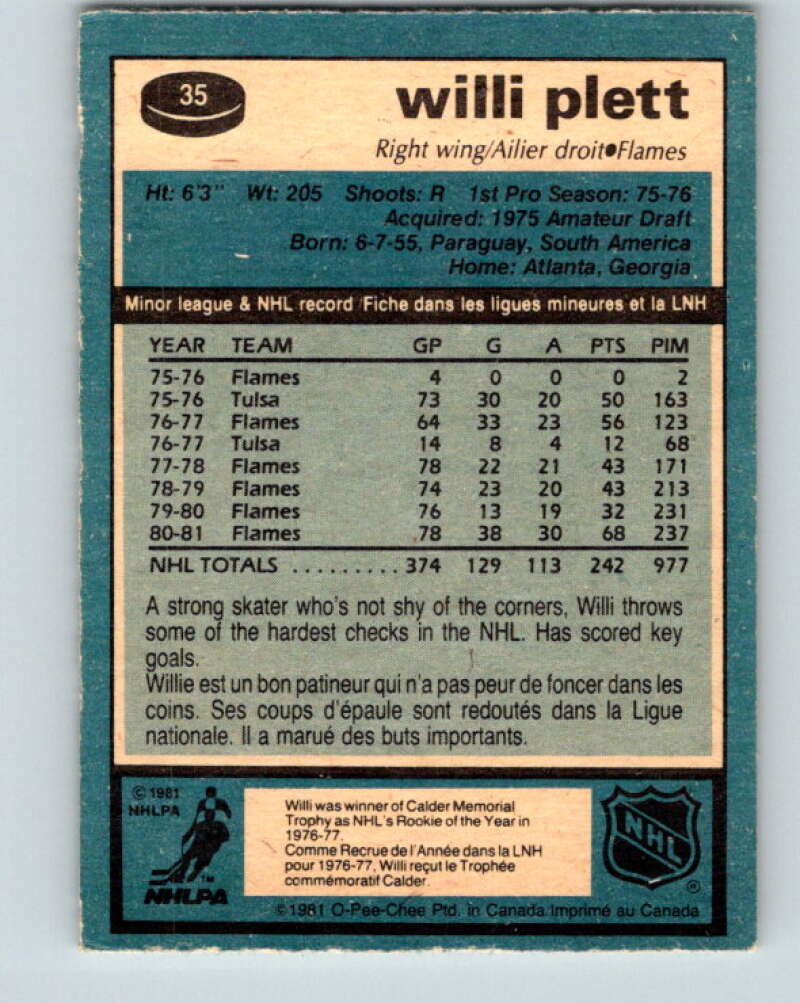 35
willi plett
Right wing/Ailier droit●Flames
Ht: 6'3" Wt: 205 Shoots: R 1st Pro Season: 75-76
Acquired: 1975 Amateur Draft
Born: 6-7-55, Paraguay, South America
Home: Atlanta, Georgia
Minor league & NHL record/Fiche dans les ligues mineures et la LNH
YEAR TEAM GP G A PTS PIM
75-76 Flames 4 0 0 0 2
75-76 Tulsa 73 30 20 50 163
76-77 Flames 64 33 23 56 123
76-77 Tulsa 14 8 4 12 68
77-78 Flames 78 22 21 43 171
78-79 Flames 74 23 20 43 213
79-80 Flames 76 13 19 32 231
80-81 Flames 78 38 30 68 237
NHL TOTALS ......... 374 129 113 242 977
A strong skater who's not shy of the corners, Willi throws
some of the hardest checks in the NHL. Has scored key
goals.
Willie est un bon patineur qui n'a pas peur de foncer dans les
coins. Ses coups d'épaule sont redoutés dans la Ligue
nationale. Il a marué des buts importants.
© 1981
NHLPA
TM
NHLPA
Willi was winner of Calder Memorial
Trophy as NHL's Rookie of the Year in
1976-77.
Comme Recrue de l'Année dans la LNH
pour 1976-77, Willi reçut le Trophée
commémoratif Calder.
NHL
®
© 1981 O-Pee-Chee Ptd. in Canada/Imprimé au Canada